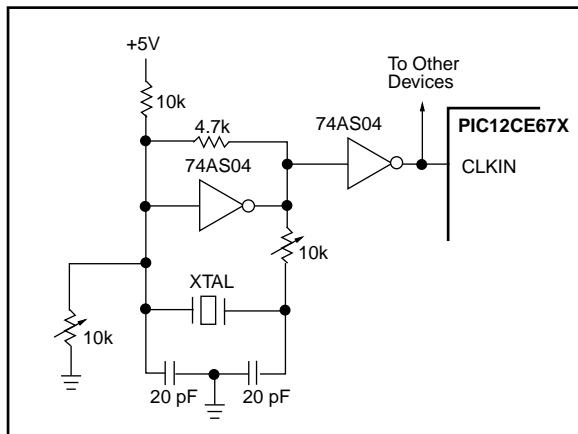 +5V
To Other
Devices
10k
4.7k
74AS04
PIC12CE67X
74AS04
CLKIN
10k
XTAL
10k
20 pF
20 pF